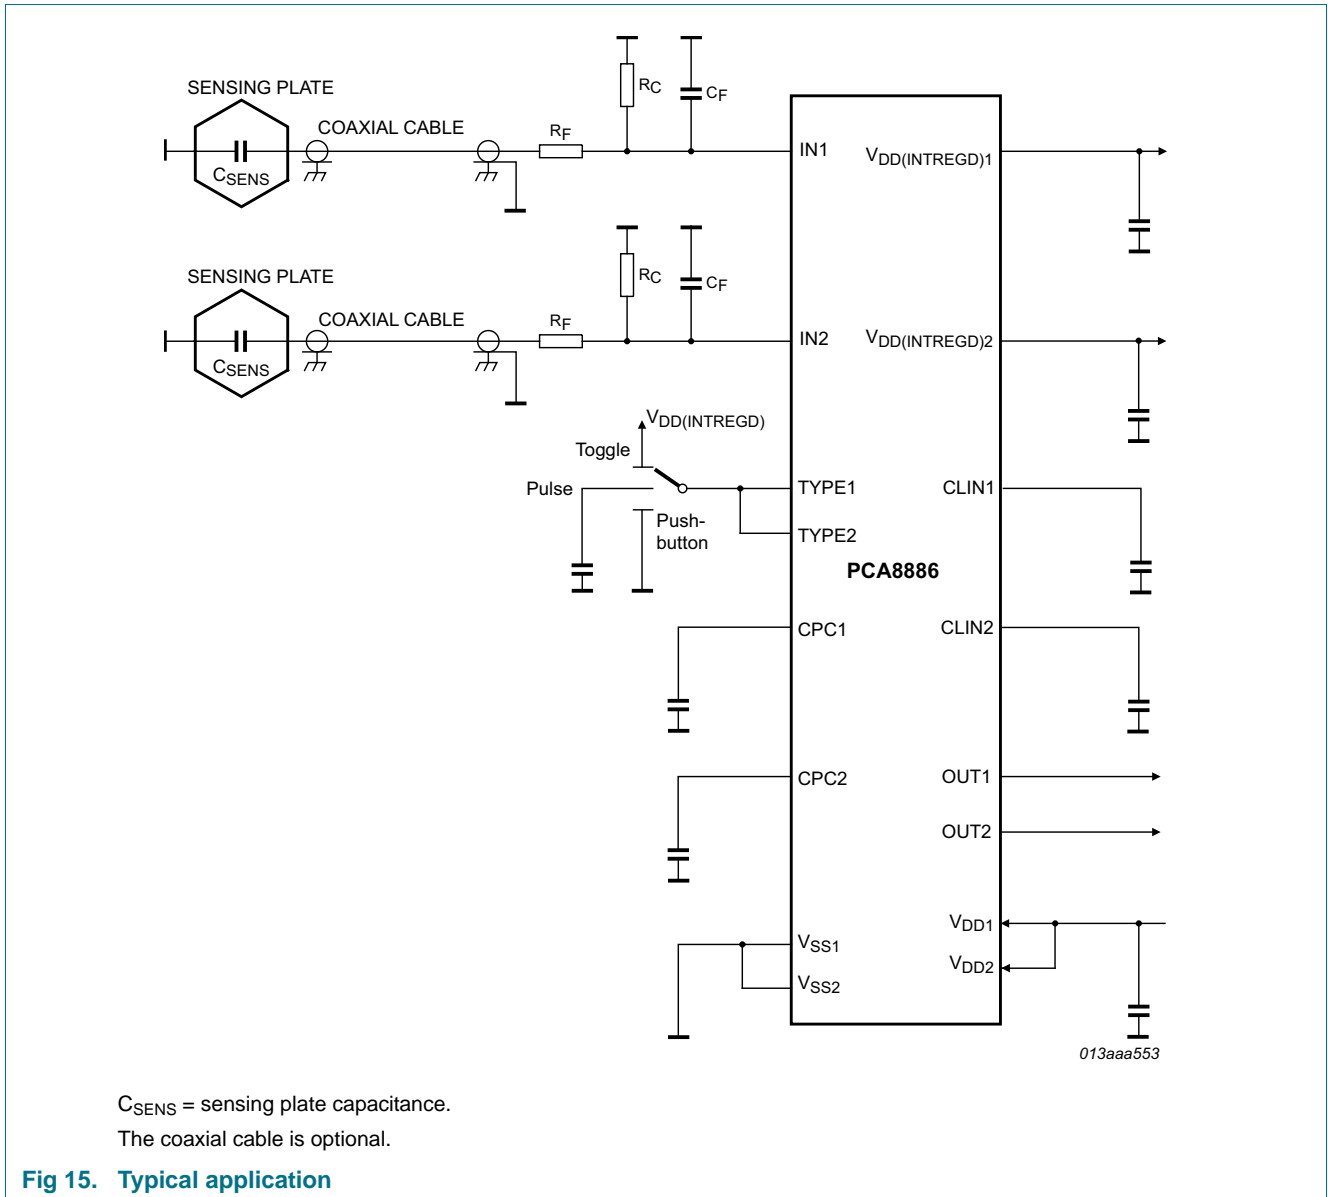 SENSING PLATE
COAXIAL CABLE
CSENS
RF
RC
CF
IN1
VDD(INTREGD)1
SENSING PLATE
COAXIAL CABLE
CSENS
RF
RC
CF
IN2
VDD(INTREGD)2
VDD(INTREGD)
Toggle
Pulse
Push-
button
TYPE1
TYPE2
CLIN1
PCA8886
CPC1
CLIN2
CPC2
OUT1
OUT2
VDD1
VSS1
VDD2
VSS2
013aaa553
CSENS = sensing plate capacitance.
The coaxial cable is optional.
Fig 15. Typical application